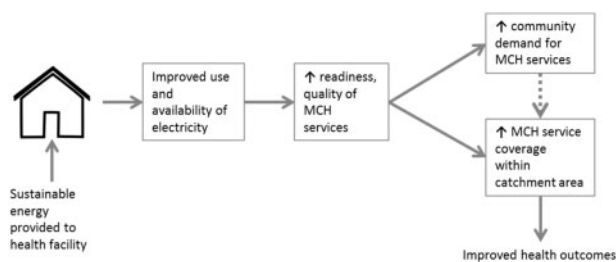 Sustainable
energy
provided to
health facility
Improved use
and
availability of
electricity
↑ readiness,
quality of
MCH
services
↑ community
demand for
MCH services
↑ MCH service
coverage
within
catchment area
Improved health outcomes